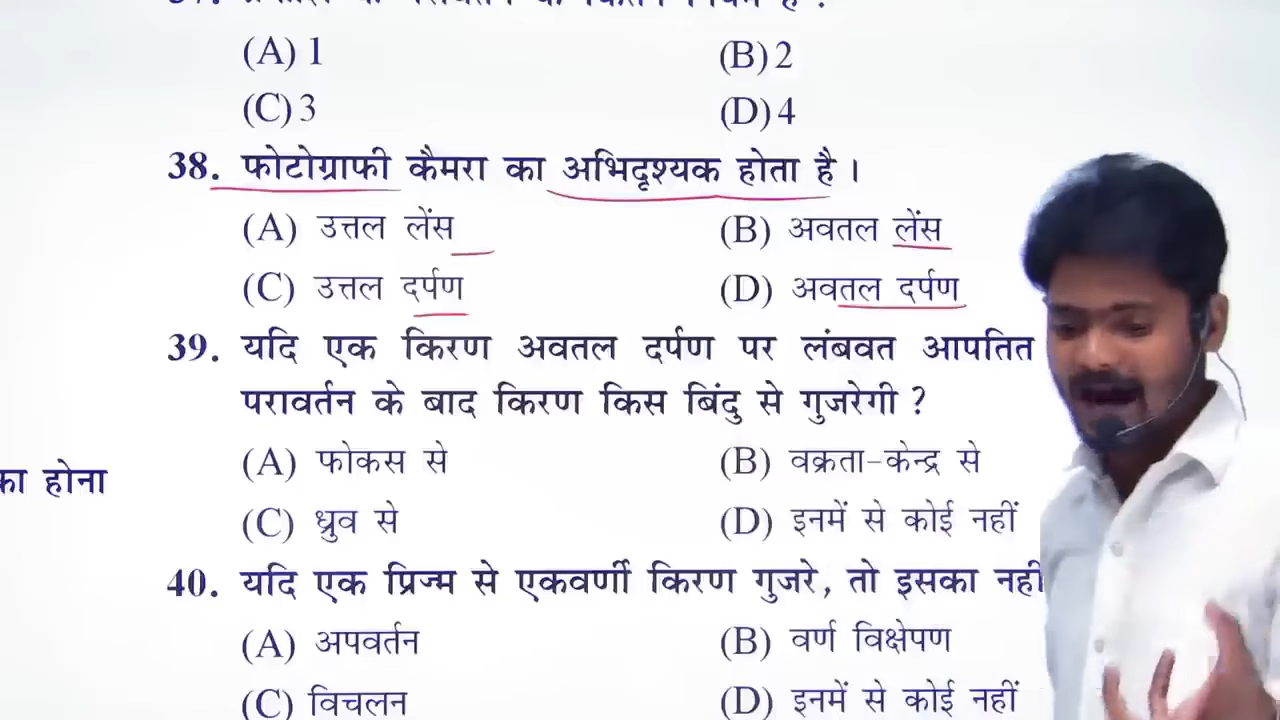 (A) 1 (B) 2
(C) 3 (D) 4
38. फोटोग्राफी कैमरा का अभिदृश्यक होता है ।
(A) उत्तल लेंस (B) अवतल लेंस
(C) उत्तल दर्पण (D) अवतल दर्पण
39. यदि एक किरण अवतल दर्पण पर लंबवत आपतित
परावर्तन के बाद किरण किस बिंदु से गुजरेगी ?
(A) फोकस से (B) वक्रता-केन्द्र से
का होना
(C) ध्रुव से (D) इनमें से कोई नहीं
40. यदि एक प्रिज्म से एकवर्णी किरण गुजरे, तो इसका नहीं
(A) अपवर्तन (B) वर्ण विक्षेपण
(C) विचलन (D) इनमें से कोई नहीं